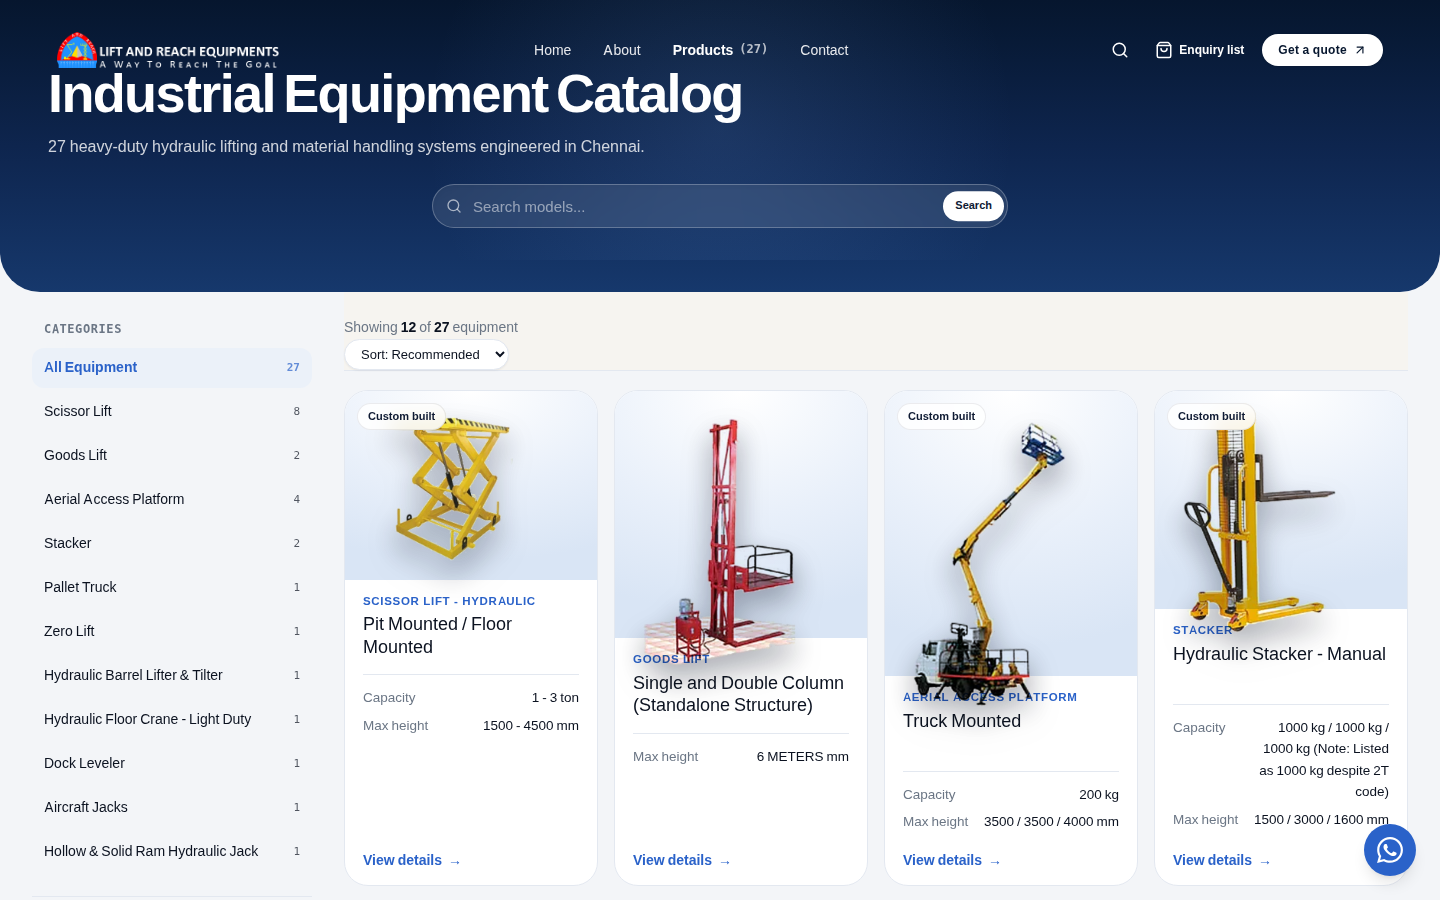 LIFT AND REACH EQUIPMENTS
A WAY TO REACH THE GOAL
Home
About
Products (27)
Contact
Enquiry list
Get a quote
Industrial Equipment Catalog
27 heavy-duty hydraulic lifting and material handling systems engineered in Chennai.
Search models...
Search
CATEGORIES
All Equipment 27
Scissor Lift 8
Goods Lift 2
Aerial Access Platform 4
Stacker 2
Pallet Truck 1
Zero Lift 1
Hydraulic Barrel Lifter & Tilter 1
Hydraulic Floor Crane - Light Duty 1
Dock Leveler 1
Aircraft Jacks 1
Hollow & Solid Ram Hydraulic Jack 1
Showing 12 of 27 equipment
Sort: Recommended
Custom built
SCISSOR LIFT - HYDRAULIC
Pit Mounted / Floor
Mounted
Capacity 1 - 3 ton
Max height 1500 - 4500 mm
View details →
GOODS LIFT
Single and Double Column
(Standalone Structure)
Max height 6 METERS mm
View details →
Custom built
AERIAL ACCESS PLATFORM
Truck Mounted
Capacity 200 kg
Max height 3500 / 3500 / 4000 mm
View details →
Custom built
STACKER
Hydraulic Stacker - Manual
Capacity 1000 kg / 1000 kg /
1000 kg (Note: Listed
as 1000 kg despite 2T
code)
Max height 1500 / 3000 / 1600 mm
View details →